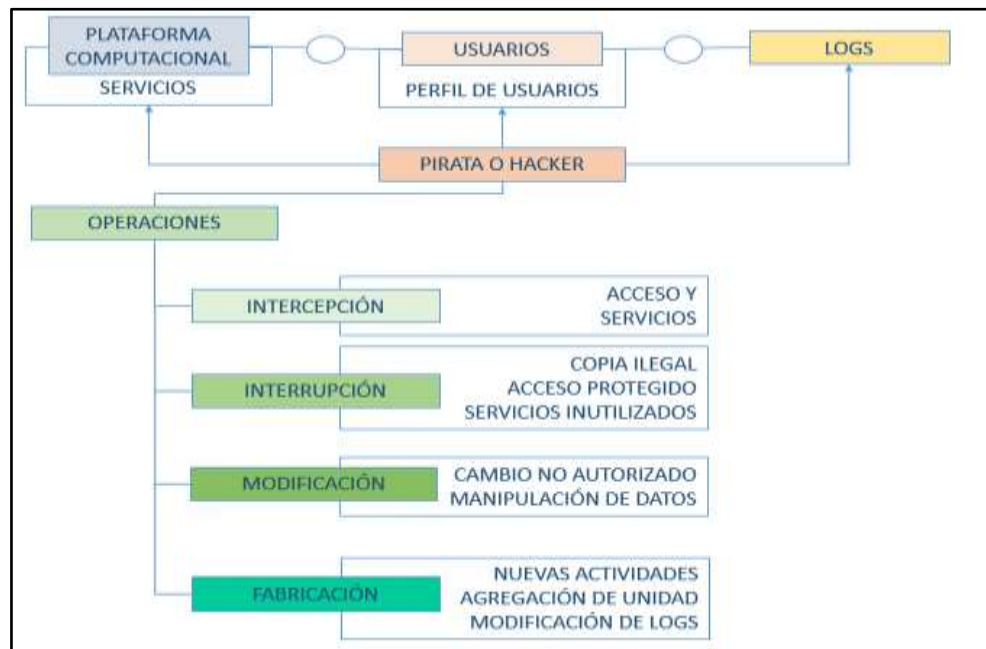 PLATAFORMA
COMPUTACIONAL
SERVICIOS
USUARIOS
PERFIL DE USUARIOS
LOGS
PIRATA O HACKER
OPERACIONES
INTERCEPCIÓN
ACCESO Y
SERVICIOS
INTERRUPCIÓN
COPIA ILEGAL
ACCESO PROTEGIDO
SERVICIOS INUTILIZADOS
MODIFICACIÓN
CAMBIO NO AUTORIZADO
MANIPULACIÓN DE DATOS
FABRICACIÓN
NUEVAS ACTIVIDADES
AGREGACIÓN DE UNIDAD
MODIFICACIÓN DE LOGS